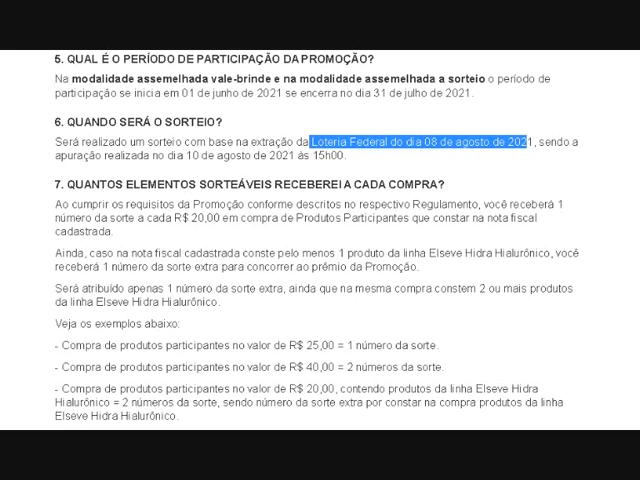 5. QUAL É O PERÍODO DE PARTICIPAÇÃO DA PROMOÇÃO?
Na modalidade assemelhada vale-brinde e na modalidade assemelhada a sorteio o período de
participação se inicia em 01 de junho de 2021 se encerra no dia 31 de julho de 2021.
6. QUANDO SERÁ O SORTEIO?
Será realizado um sorteio com base na extração da Loteria Federal do dia 08 de agosto de 2021, sendo a
apuração realizada no dia 10 de agosto de 2021 às 15h00.
7. QUANTOS ELEMENTOS SORTEÁVEIS RECEBEREI A CADA COMPRA?
Ao cumprir os requisitos da Promoção conforme descritos no respectivo Regulamento, você receberá 1
número da sorte a cada R$ 20,00 em compra de Produtos Participantes que constar na nota fiscal
cadastrada.
Ainda, caso na nota fiscal cadastrada conste pelo menos 1 produto da linha Elseve Hidra Hialurônico, você
receberá 1 número da sorte extra para concorrer ao prêmio da Promoção.
Será atribuído apenas 1 número da sorte extra, ainda que na mesma compra constem 2 ou mais produtos
da linha Elseve Hidra Hialurônico.
Veja os exemplos abaixo:
- Compra de produtos participantes no valor de R$ 25,00 = 1 número da sorte.
- Compra de produtos participantes no valor de R$ 40,00 = 2 números da sorte.
- Compra de produtos participantes no valor de R$ 20,00, contendo produtos da linha Elseve Hidra
Hialurônico = 2 números da sorte, sendo número da sorte extra por constar na compra produtos da linha
Elseve Hidra Hialurônico.